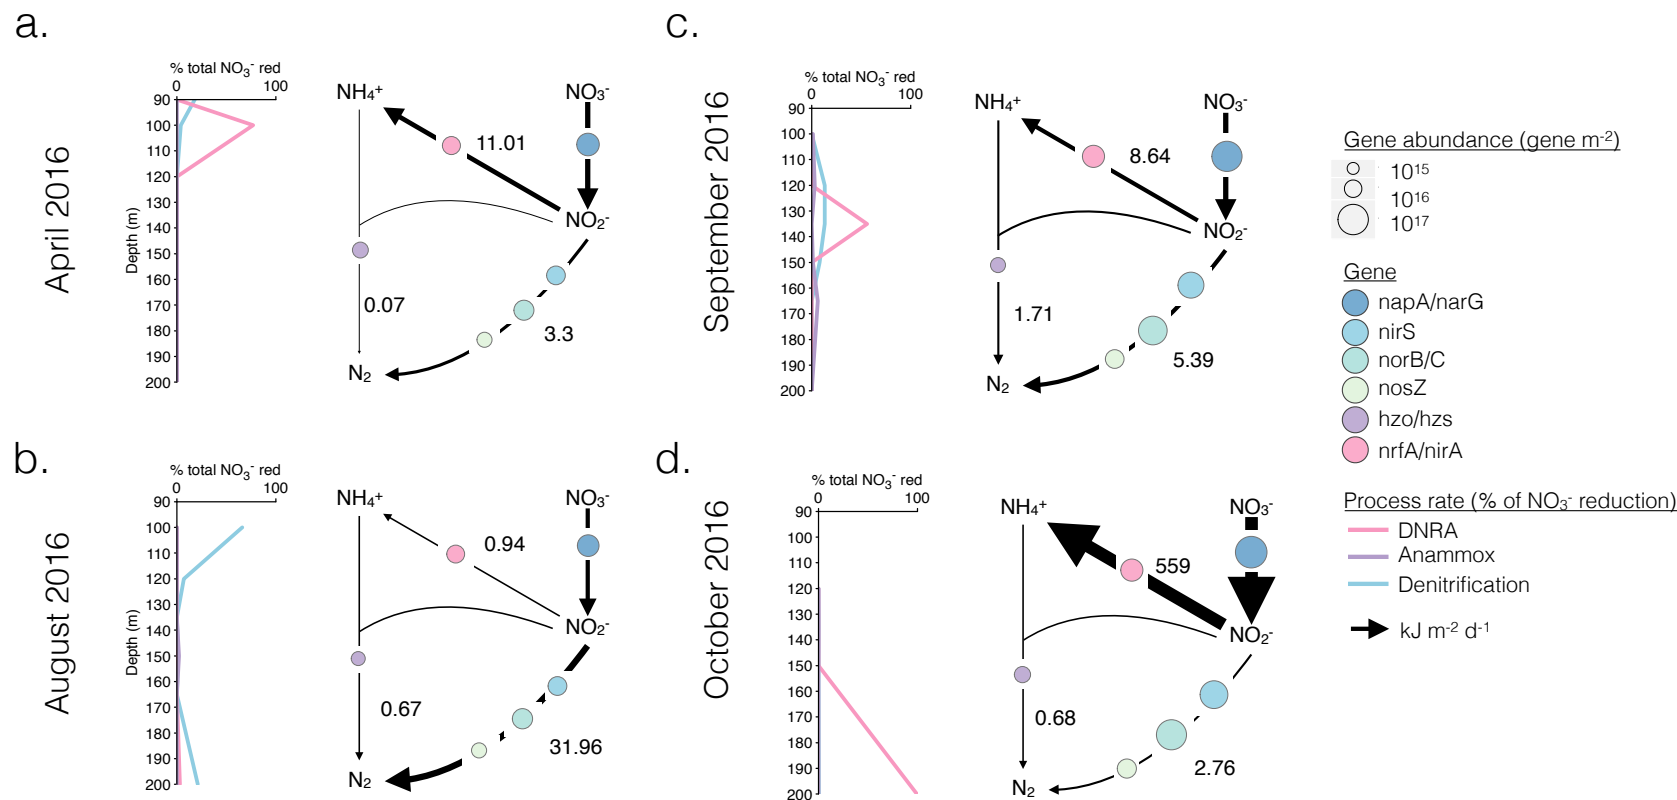 a.
April 2016
% total NO₃⁻ red
0 100
Depth (m)
90
100
110
120
130
140
150
160
170
180
190
200
NH₄⁺
NO₃⁻
11.01
NO₂⁻
0.07
3.3
N₂
b.
August 2016
% total NO₃⁻ red
0 100
Depth (m)
90
100
110
120
130
140
150
160
170
180
190
200
NH₄⁺
NO₃⁻
0.94
NO₂⁻
0.67
31.96
N₂
c.
September 2016
% total NO₃⁻ red
0 100
90
100
110
120
130
140
150
160
170
180
190
200
NH₄⁺
NO₃⁻
8.64
NO₂⁻
1.71
5.39
N₂
d.
October 2016
% total NO₃⁻ red
0 100
90
100
110
120
130
140
150
160
170
180
190
200
NH₄⁺
NO₃⁻
559
NO₂⁻
0.68
2.76
N₂
Gene abundance (gene m⁻²)
10¹⁵
10¹⁶
10¹⁷
Gene
napA/narG
nirS
norB/C
nosZ
hzo/hzs
nrfA/nirA
Process rate (% of NO₃⁻ reduction)
DNRA
Anammox
Denitrification
kJ m⁻² d⁻¹